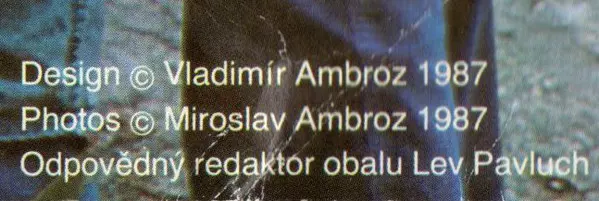 Design © Vladimír Ambroz 1987
Photos © Miroslav Ambroz 1987
Odpovědný redaktor obalu Lev Pavluch